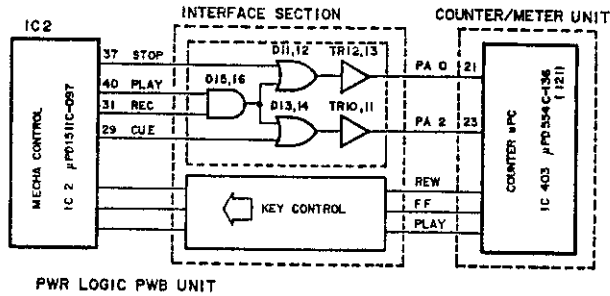 INTERFACE SECTION
COUNTER/METER UNIT
IC2
MECHA CONTROL
IC 2 μPD1511C-097
37 STOP
40 PLAY
31 REC
29 CUE
D11,12
TR12,13
D15,16
D13,14
TR10,11
PA 0
21
PA 2
23
COUNTER μPC
IC 403 μPD554C-136
(121)
KEY CONTROL
REW
FF
PLAY
PWR LOGIC PWB UNIT